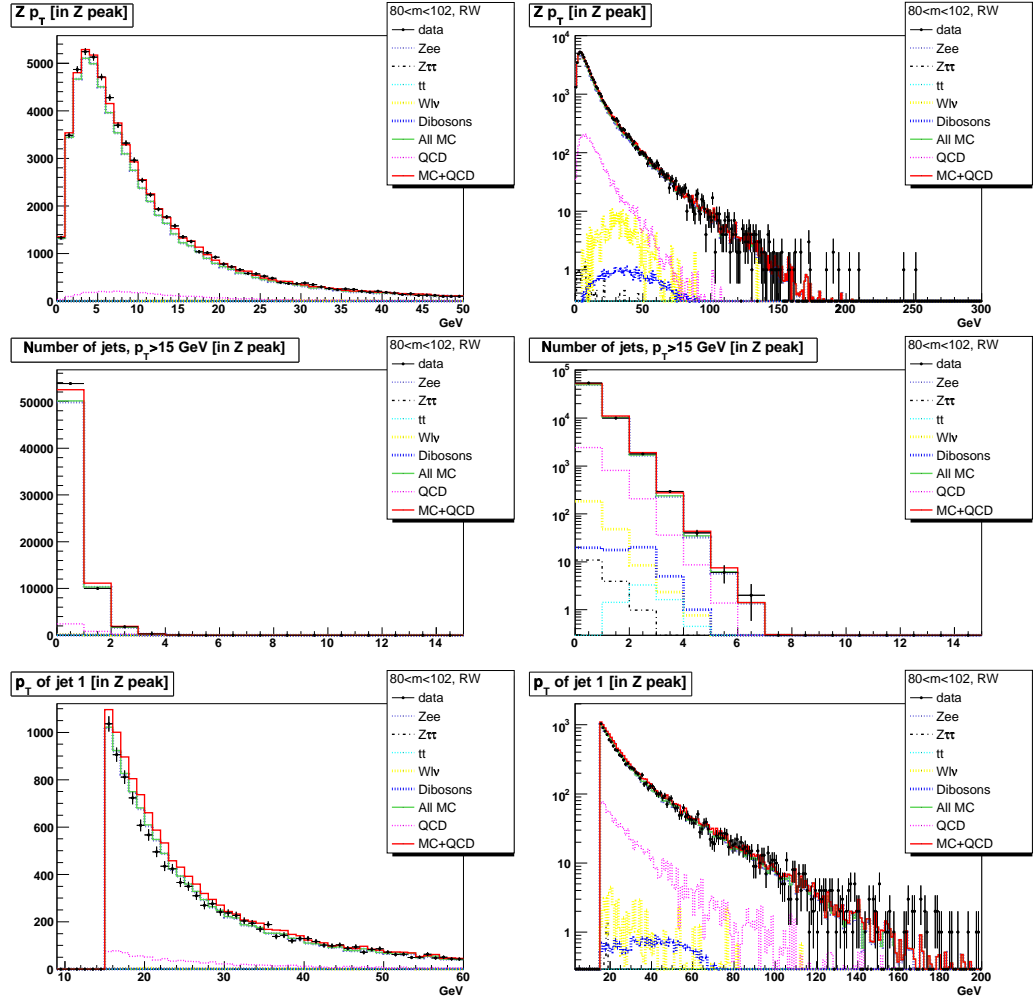 Z p_T [in Z peak]
80<m<102, RW
data
Zee
Zττ
tt
Wlν
Dibosons
All MC
QCD
MC+QCD
5000
4000
3000
2000
1000
0
0 5 10 15 20 25 30 35 40 45 50
GeV
Z p_T [in Z peak]
80<m<102, RW
data
Zee
Zττ
tt
Wlν
Dibosons
All MC
QCD
MC+QCD
10^4
10^3
10^2
10
1
0 50 100 150 200 250 300
GeV
Number of jets, p_T>15 GeV [in Z peak]
80<m<102, RW
data
Zee
Zττ
tt
Wlν
Dibosons
All MC
QCD
MC+QCD
50000
40000
30000
20000
10000
0
0 2 4 6 8 10 12 14
Number of jets, p_T>15 GeV [in Z peak]
80<m<102, RW
data
Zee
Zττ
tt
Wlν
Dibosons
All MC
QCD
MC+QCD
10^5
10^4
10^3
10^2
10
1
0 2 4 6 8 10 12 14
p_T of jet 1 [in Z peak]
80<m<102, RW
data
Zee
Zττ
tt
Wlν
Dibosons
All MC
QCD
MC+QCD
1000
800
600
400
200
0
10 20 30 40 50 60
GeV
p_T of jet 1 [in Z peak]
80<m<102, RW
data
Zee
Zττ
tt
Wlν
Dibosons
All MC
QCD
MC+QCD
10^3
10^2
10
1
20 40 60 80 100 120 140 160 180 200
GeV